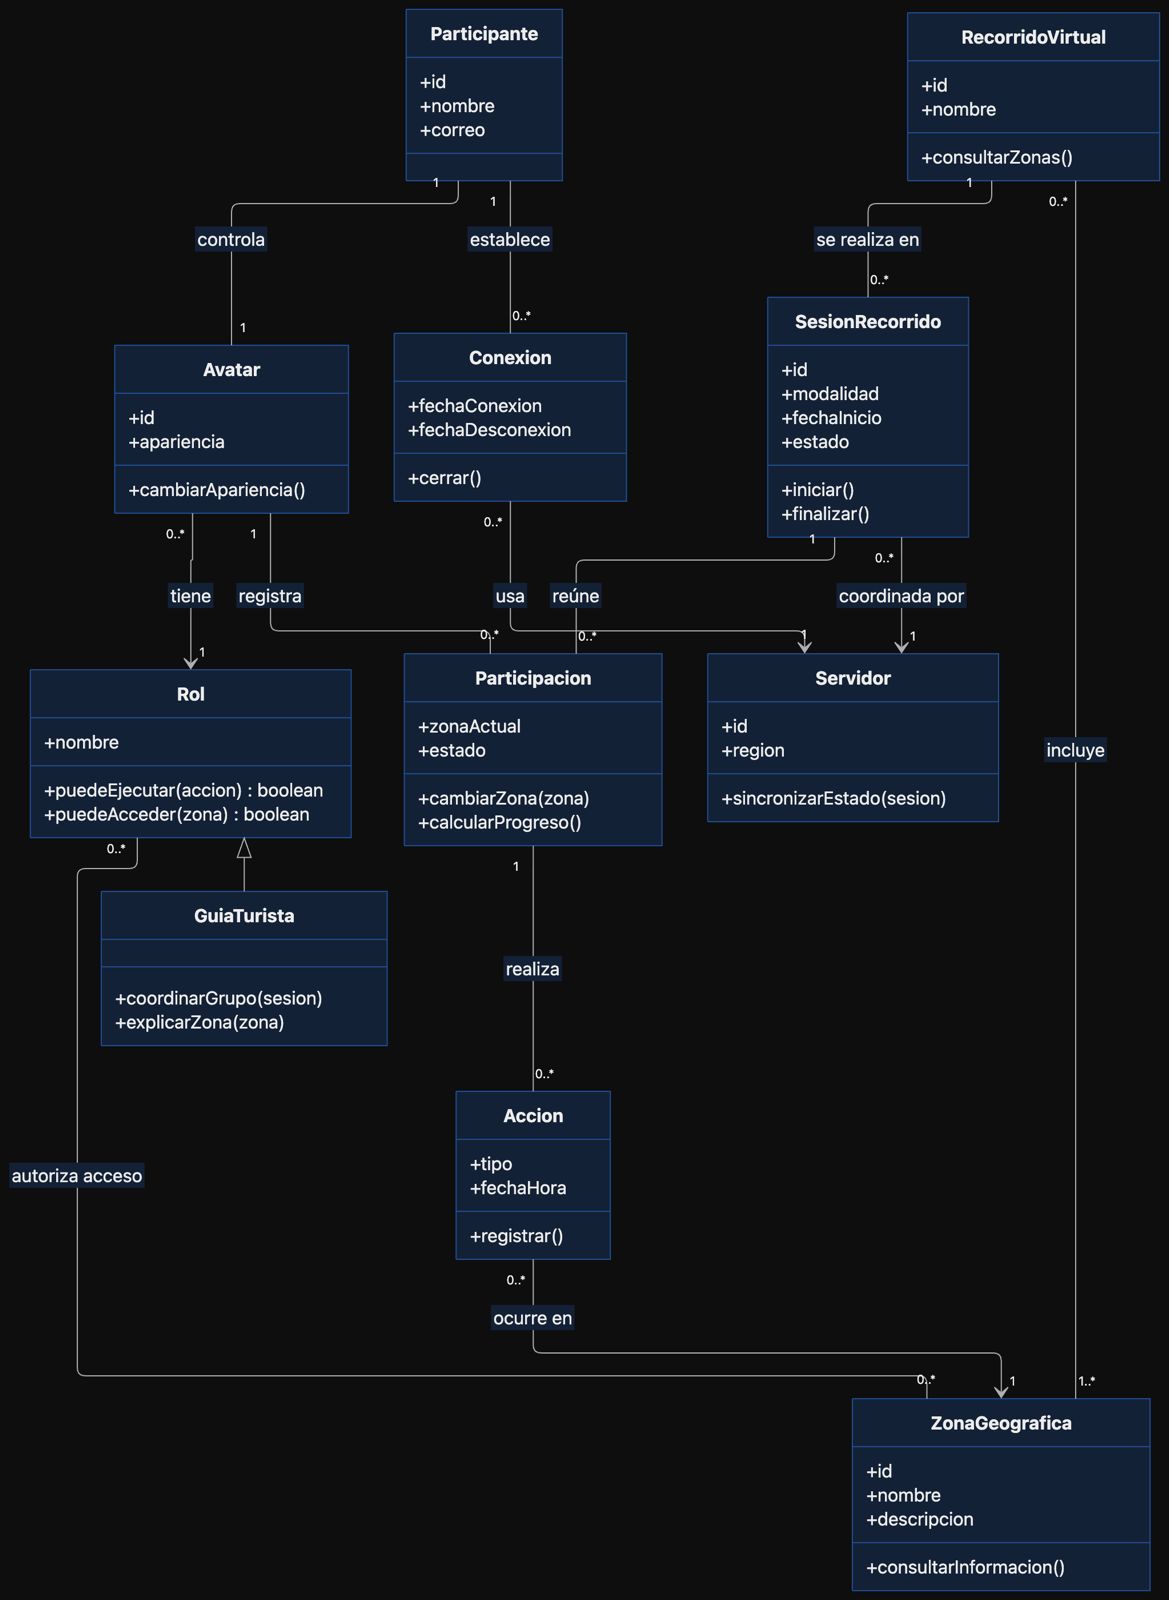 Participante
+id
+nombre
+correo
RecorridoVirtual
+id
+nombre
+consultarZonas()
1
1
1
0..*
controla
establece
se realiza en
1
0..*
0..*
Avatar
+id
+apariencia
+cambiarApariencia()
Conexion
+fechaConexion
+fechaDesconexion
+cerrar()
SesionRecorrido
+id
+modalidad
+fechaInicio
+estado
+iniciar()
+finalizar()
0..*
1
0..*
1
0..*
tiene
registra
usa
reúne
coordinada por
1
0..*
0..*
1
1
Rol
+nombre
+puedeEjecutar(accion) : boolean
+puedeAcceder(zona) : boolean
Participacion
+zonaActual
+estado
+cambiarZona(zona)
+calcularProgreso()
Servidor
+id
+region
+sincronizarEstado(sesion)
incluye
0..*
1
GuiaTurista
+coordinarGrupo(sesion)
+explicarZona(zona)
realiza
0..*
Accion
+tipo
+fechaHora
+registrar()
autoriza acceso
0..*
ocurre en
0..*
1
1..*
ZonaGeografica
+id
+nombre
+descripcion
+consultarInformacion()